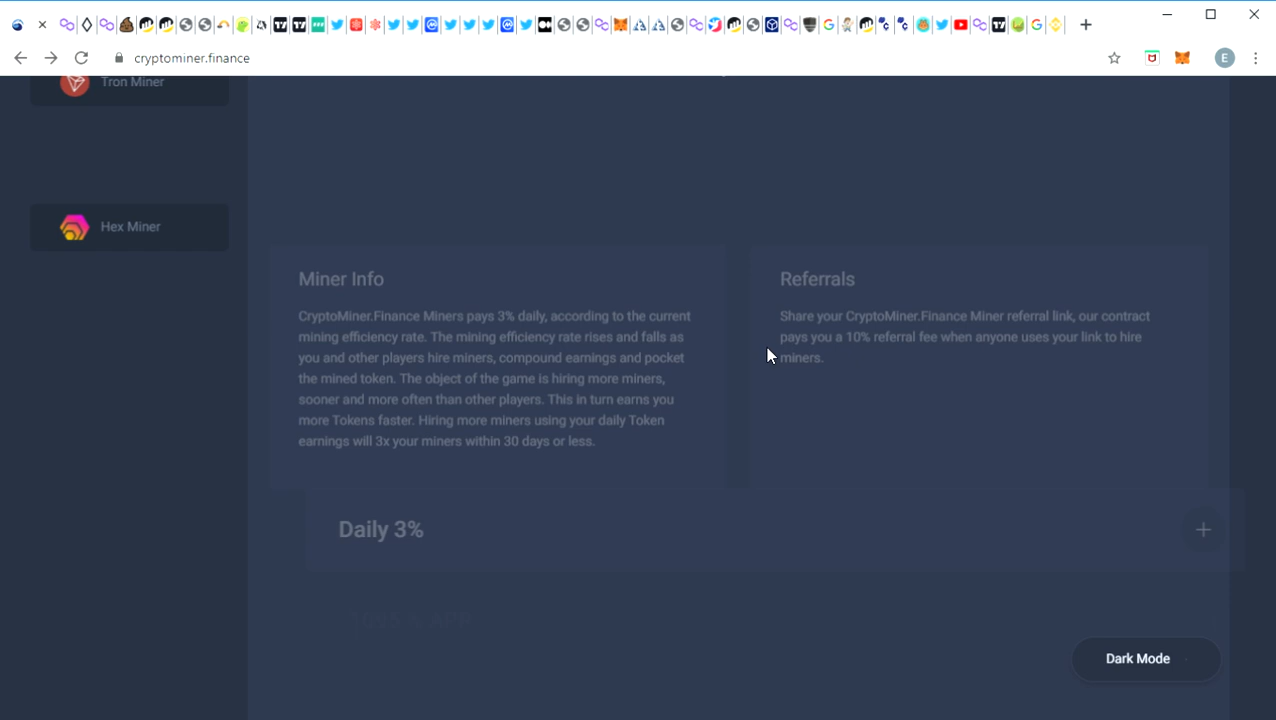 cryptominer.finance
E
Tron Miner
Hex Miner
Miner Info
CryptoMiner.Finance Miners pays 3% daily, according to the current
mining efficiency rate. The mining efficiency rate rises and falls as
you and other players hire miners, compound earnings and pocket
the mined token. The object of the game is hiring more miners,
sooner and more often than other players. This in turn earns you
more Tokens faster. Hiring more miners using your daily Token
earnings will 3x your miners within 30 days or less.
Referrals
Share your CryptoMiner.Finance Miner referral link, our contract
pays you a 10% referral fee when anyone uses your link to hire
miners.
Daily 3%
1095 % APR
Dark Mode